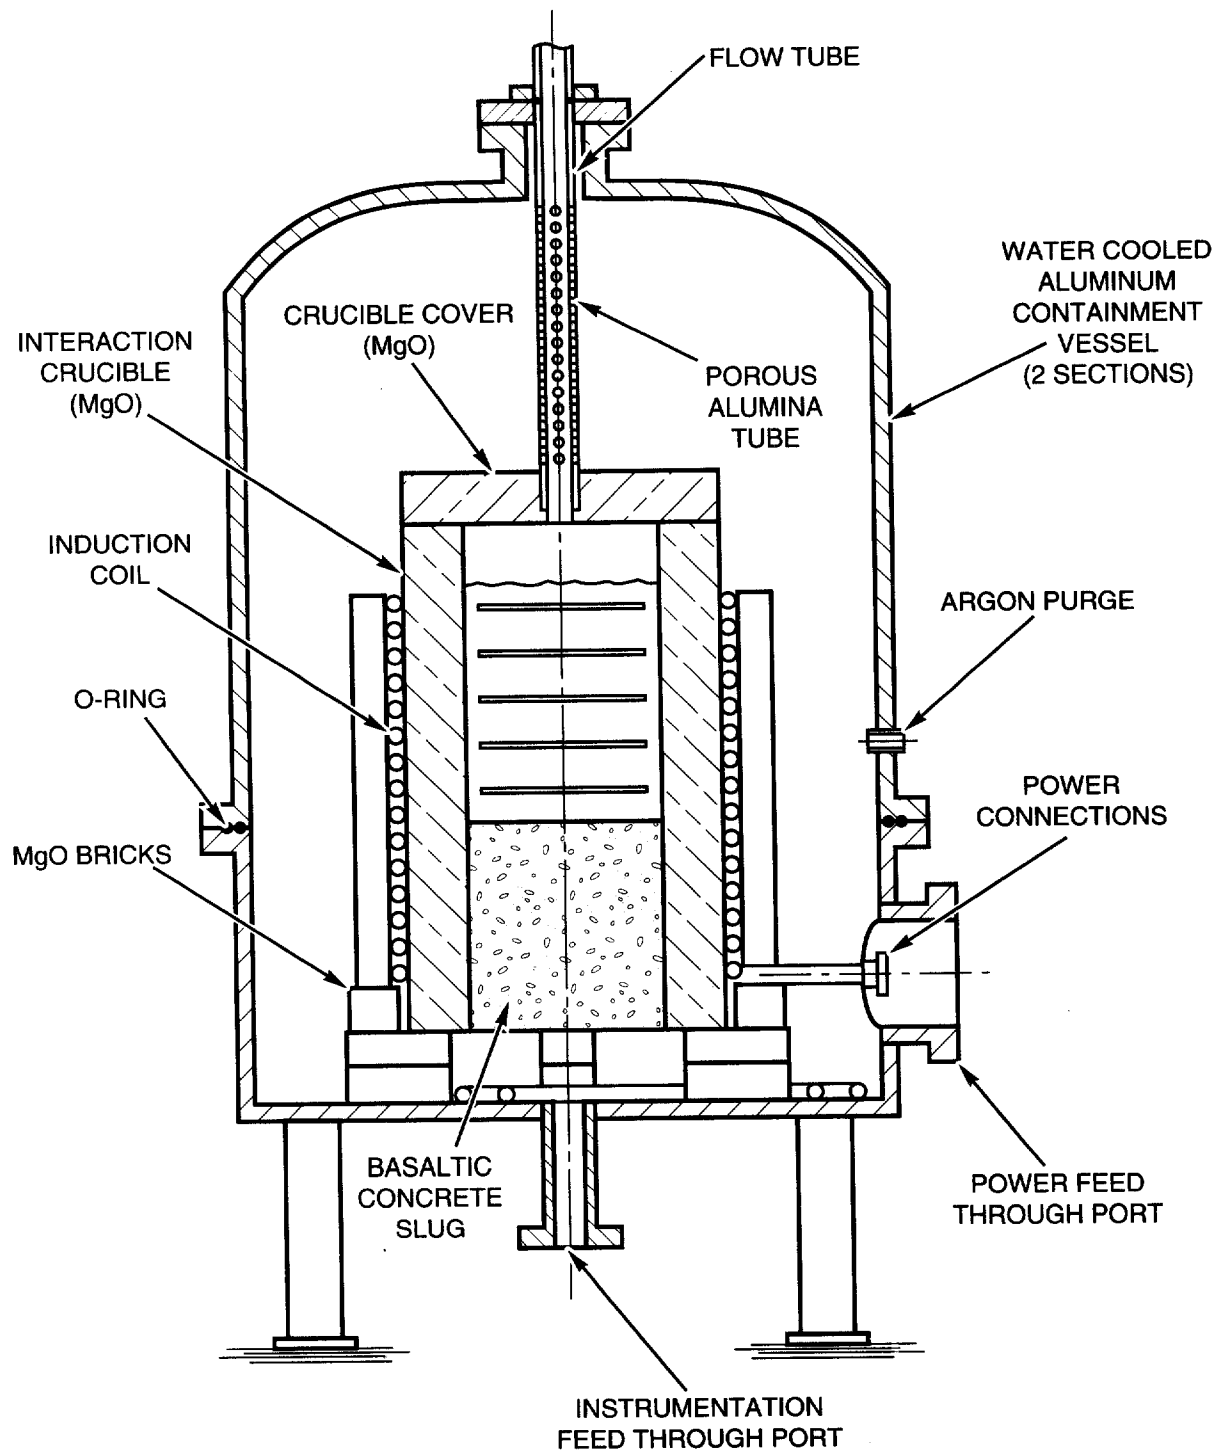 FLOW TUBE
WATER COOLED
ALUMINUM
CONTAINMENT
VESSEL
(2 SECTIONS)
CRUCIBLE COVER
(MgO)
INTERACTION
CRUCIBLE
(MgO)
POROUS
ALUMINA
TUBE
INDUCTION
COIL
ARGON PURGE
O-RING
POWER
CONNECTIONS
MgO BRICKS
BASALTIC
CONCRETE
SLUG
POWER FEED
THROUGH PORT
INSTRUMENTATION
FEED THROUGH PORT